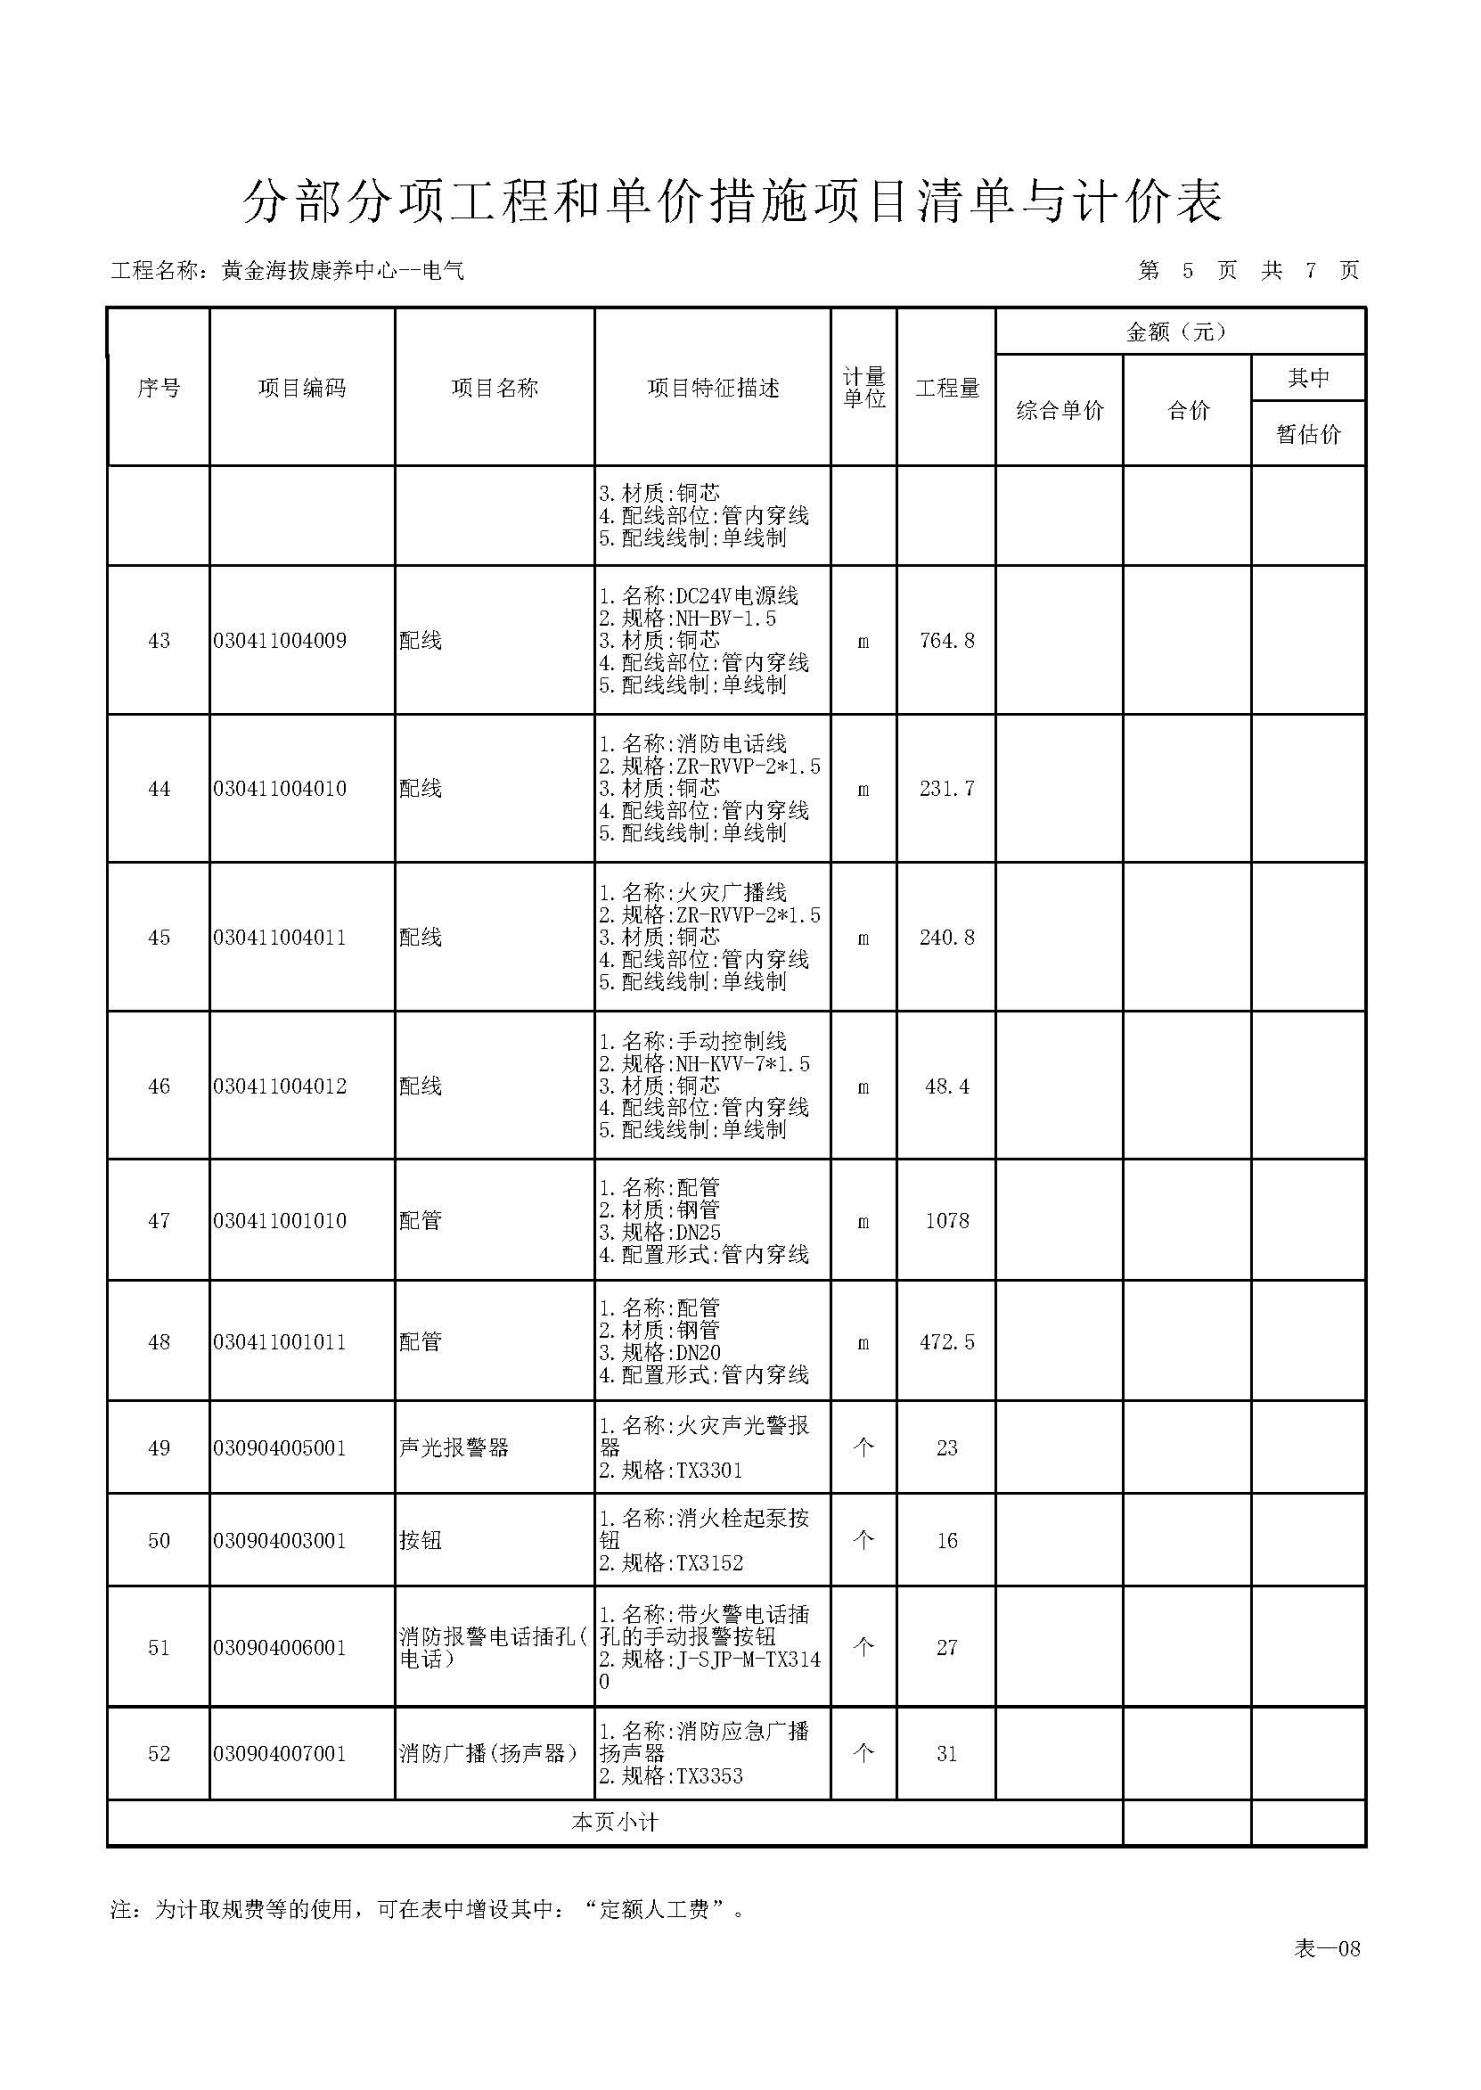 分部分项工程和单价措施项目清单与计价表
工程名称：黄金海拔康养中心--电气
第 5 页 共 7 页
序号
项目编码
项目名称
项目特征描述
计量
单位
工程量
金额（元）
综合单价
合价
其中
暂估价
3.材质:铜芯
4.配线部位:管内穿线
5.配线线制:单线制
43
030411004009
配线
1.名称:DC24V电源线
2.规格:NH-BV-1.5
3.材质:铜芯
4.配线部位:管内穿线
5.配线线制:单线制
m
764.8
44
030411004010
配线
1.名称:消防电话线
2.规格:ZR-RVVP-2*1.5
3.材质:铜芯
4.配线部位:管内穿线
5.配线线制:单线制
m
231.7
45
030411004011
配线
1.名称:火灾广播线
2.规格:ZR-RVVP-2*1.5
3.材质:铜芯
4.配线部位:管内穿线
5.配线线制:单线制
m
240.8
46
030411004012
配线
1.名称:手动控制线
2.规格:NH-KVV-7*1.5
3.材质:铜芯
4.配线部位:管内穿线
5.配线线制:单线制
m
48.4
47
030411001010
配管
1.名称:配管
2.材质:钢管
3.规格:DN25
4.配置形式:管内穿线
m
1078
48
030411001011
配管
1.名称:配管
2.材质:钢管
3.规格:DN20
4.配置形式:管内穿线
m
472.5
49
030904005001
声光报警器
1.名称:火灾声光警报
器
2.规格:TX3301
个
23
50
030904003001
按钮
1.名称:消火栓起泵按
钮
2.规格:TX3152
个
16
51
030904006001
消防报警电话插孔(
电话)
1.名称:带火警电话插
孔的手动报警按钮
2.规格:J-SJP-M-TX314
0
个
27
52
030904007001
消防广播(扬声器)
1.名称:消防应急广播
扬声器
2.规格:TX3353
个
31
本页小计
注：为计取规费等的使用，可在表中增设其中：“定额人工费”。
表—08